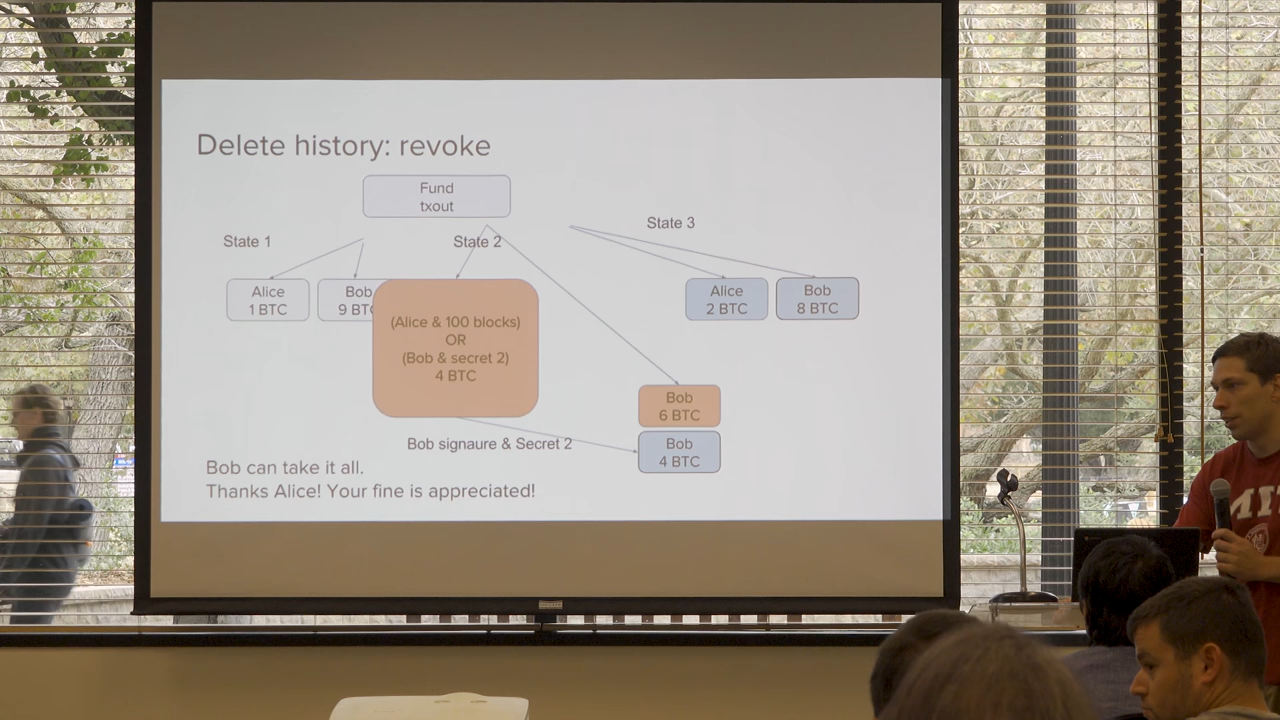 Delete history: revoke
Fund
txout
State 1
State 2
State 3
Alice
1 BTC
Bob
9 BTC
(Alice & 100 blocks)
OR
(Bob & secret 2)
4 BTC
Alice
2 BTC
Bob
8 BTC
Bob
6 BTC
Bob signaure & Secret 2
Bob
4 BTC
Bob can take it all.
Thanks Alice! Your fine is appreciated!